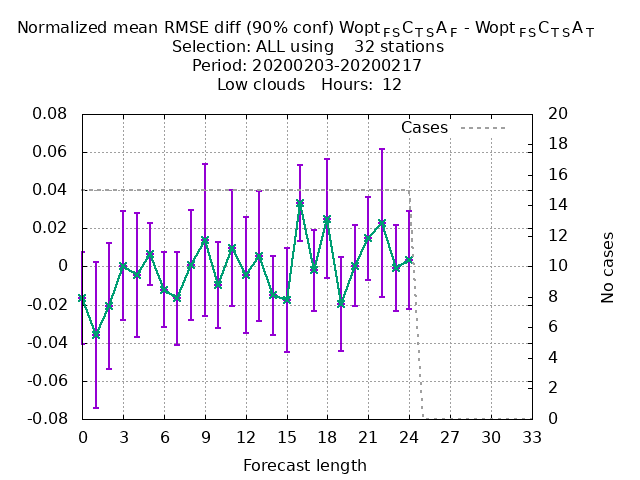 Normalized mean RMSE diff (90% conf) Wopt FS C T S A F - Wopt FS C T S A T
Selection: ALL using 32 stations
Period: 20200203-20200217
Low clouds Hours: 12
Cases
0.08
0.06
0.04
0.02
0
-0.02
-0.04
-0.06
-0.08
20
18
16
14
12
10
8
6
4
2
0
No cases
0 3 6 9 12 15 18 21 24 27 30 33
Forecast length